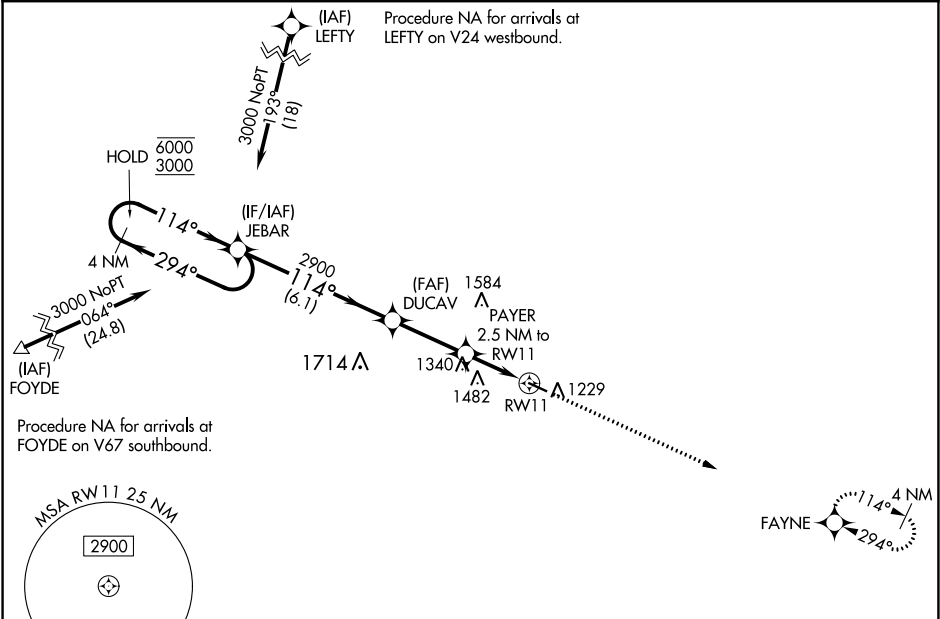 (IAF)
LEFTY
Procedure NA for arrivals at
LEFTY on V24 westbound.
3000 NoPT
193°
(18)
HOLD
6000
3000
114°
(IF/IAF)
JEBAR
4 NM
294°
2900
114°
(6.1)
(FAF)
DUCAV
1584
PAYER
2.5 NM to
RW11
3000 NoPT
064°
(24.8)
(IAF)
FOYDE
1714
1340
1482
RW11
1229
Procedure NA for arrivals at
FOYDE on V67 southbound.
MSA RW11 25 NM
2900
FAYNE
114°
4 NM
294°